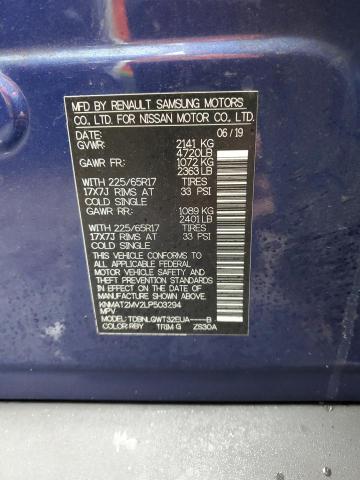 MFD BY RENAULT SAMSUNG MOTORS
CO., LTD. FOR NISSAN MOTOR CO., LTD.
DATE: 06/19
GVWR: 2141 KG
4720LB
GAWR FR: 1072 KG
2363LB
WITH 225/65R17 TIRES
17X7J RIMS AT 33 PSI
COLD SINGLE
GAWR RR: 1089 KG
2401LB
WITH 225/65R17 TIRES
17X7J RIMS AT 33 PSI
COLD SINGLE
THIS VEHICLE CONFORMS TO
ALL APPLICABLE FEDERAL
MOTOR VEHICLE SAFETY AND
THEFT PREVENTION STANDARDS
IN EFFECT ON THE DATE OF
MANUFACTURE SHOWN ABOVE.
KNMAT2MV2LP503294
MPV
MODEL: TDBNLQWT32EUA----B
COLOR: RBY TRIM G ZS30A